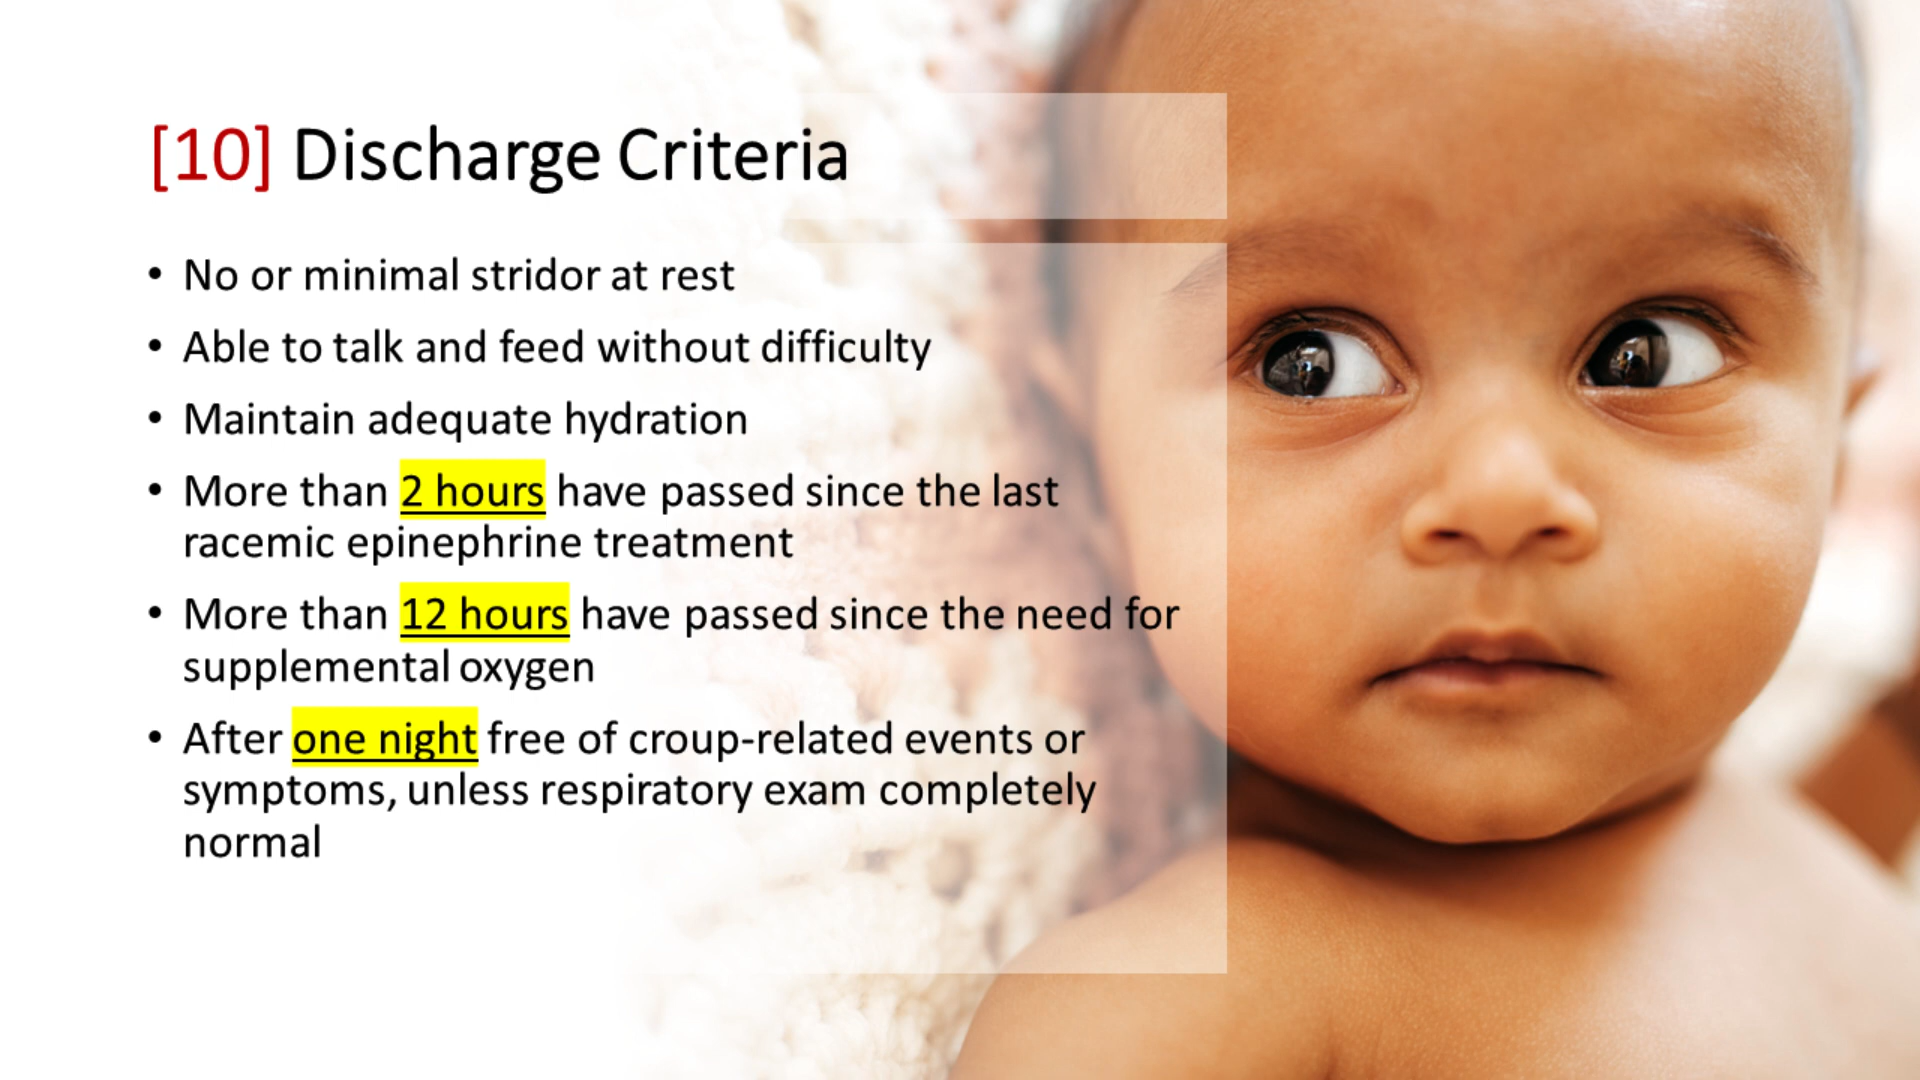 [10] Discharge Criteria
• No or minimal stridor at rest
• Able to talk and feed without difficulty
• Maintain adequate hydration
• More than 2 hours have passed since the last
racemic epinephrine treatment
• More than 12 hours have passed since the need for
supplemental oxygen
• After one night free of croup-related events or
symptoms, unless respiratory exam completely
normal